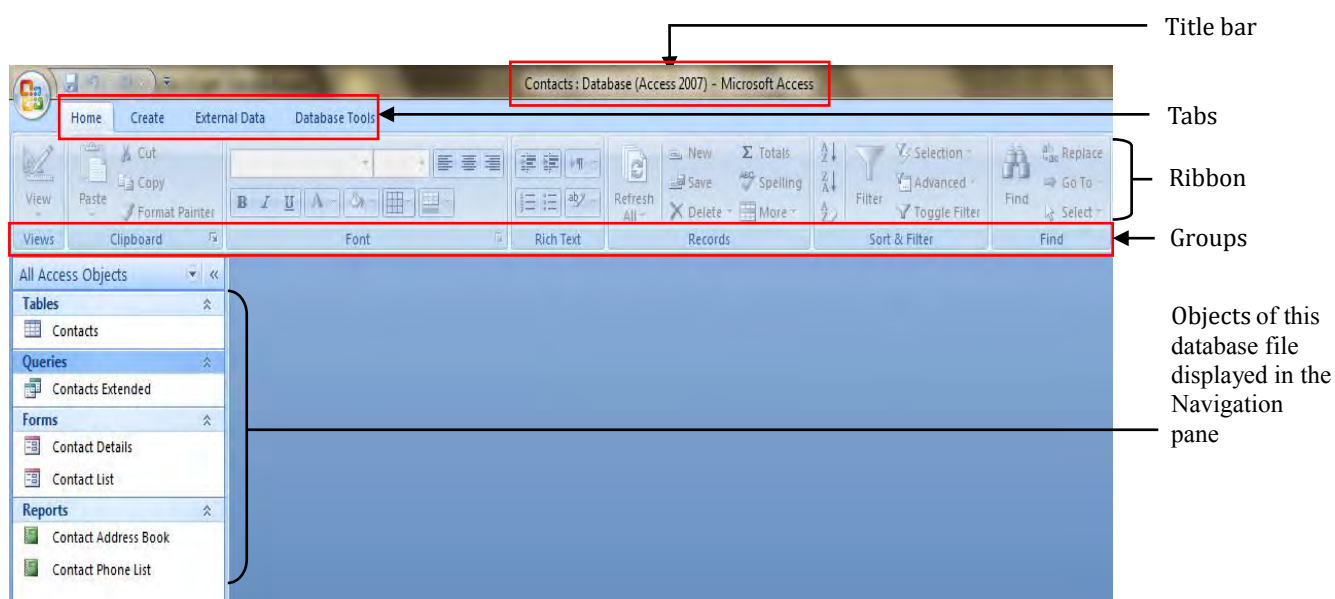 Title bar
Contacts : Database (Access 2007) - Microsoft Access
Home Create External Data Database Tools
Tabs
View
Paste
Cut
Copy
Format Painter
B I U A
ab
Refresh All
New
Save
Delete
Σ Totals
ABC Spelling
More
A Z
Z A
A Z
Filter
Selection
Advanced
Toggle Filter
Find
ab ac Replace
Go To
Select
Ribbon
Views Clipboard Font Rich Text Records Sort & Filter Find
Groups
All Access Objects
Tables
Contacts
Queries
Contacts Extended
Forms
Contact Details
Contact List
Reports
Contact Address Book
Contact Phone List
Objects of this
database file
displayed in the
Navigation
pane